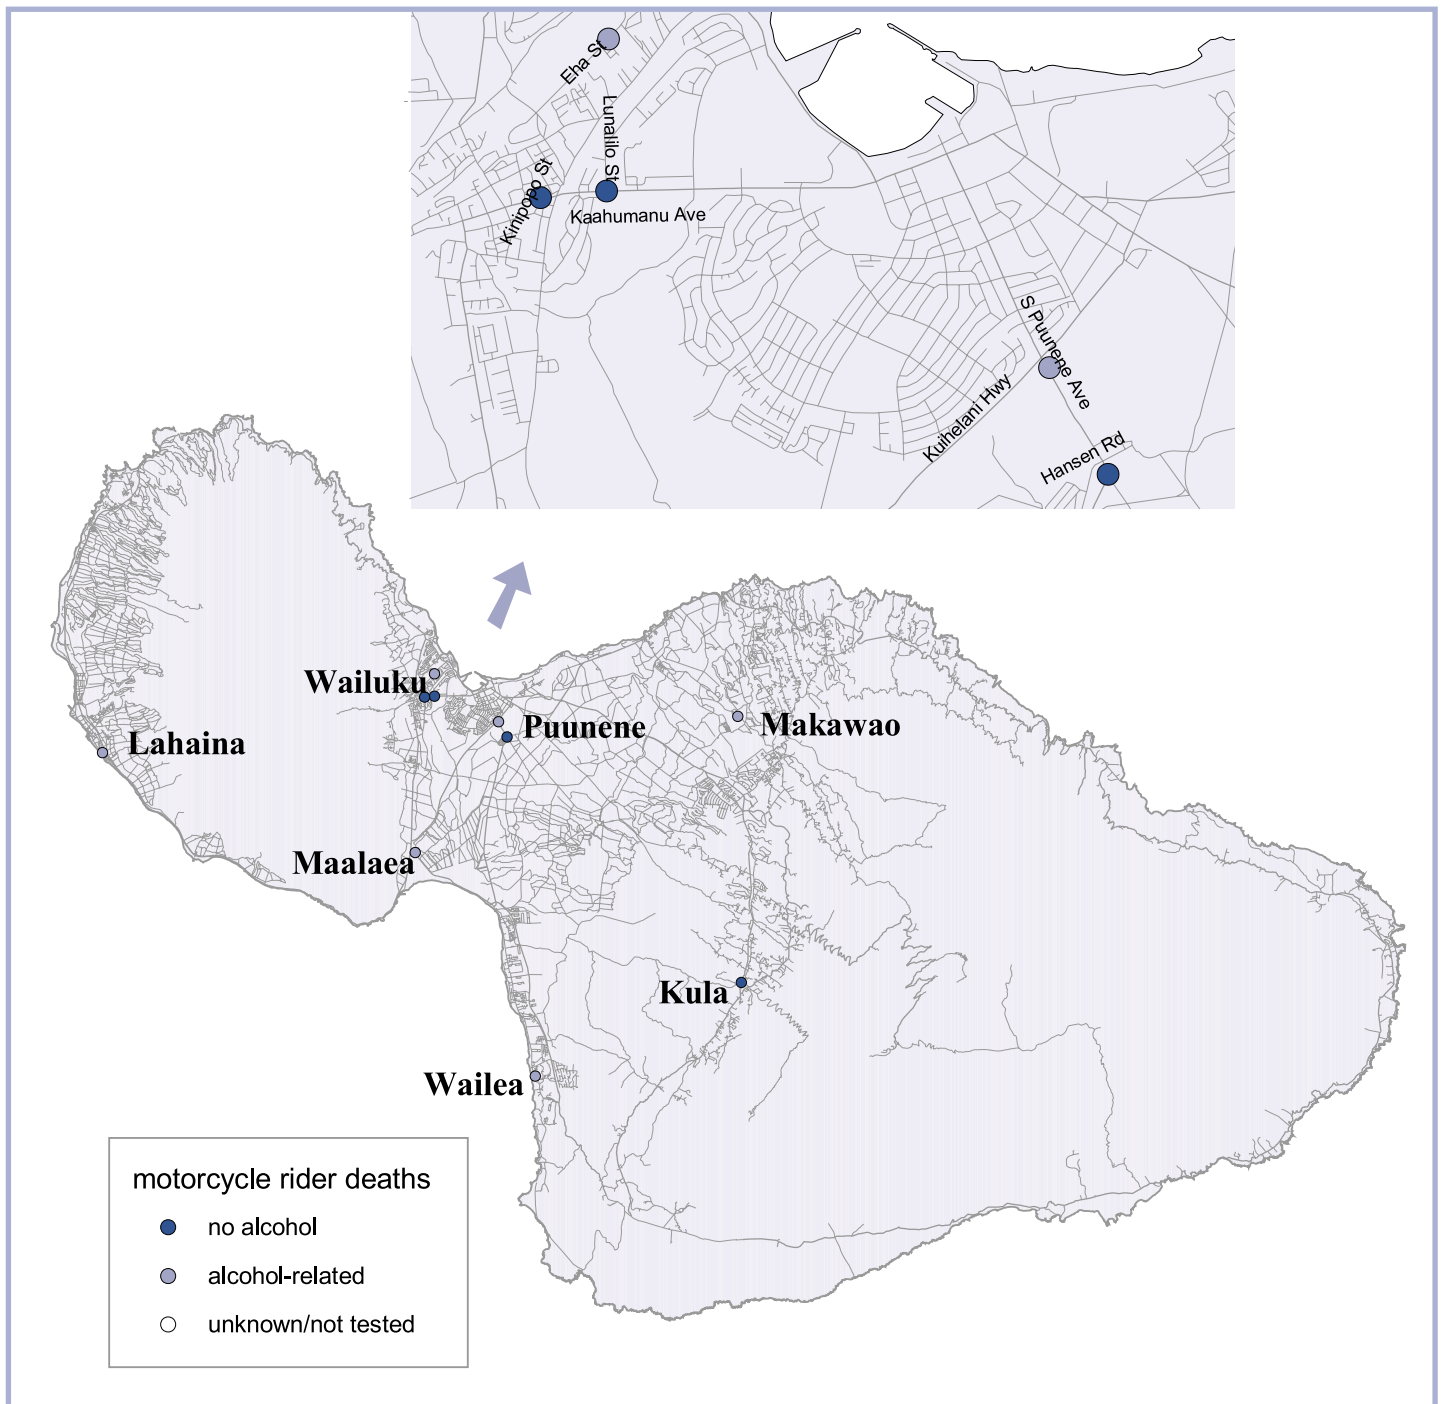 Eha St
Lunalilo St
Kinipopo St
Kaahumanu Ave
S Puunene Ave
Kuihelani Hwy
Hansen Rd
Wailuku
Puunene
Makawao
Lahaina
Maalaea
Kula
Wailea
motorcycle rider deaths
no alcohol
alcohol-related
unknown/not tested